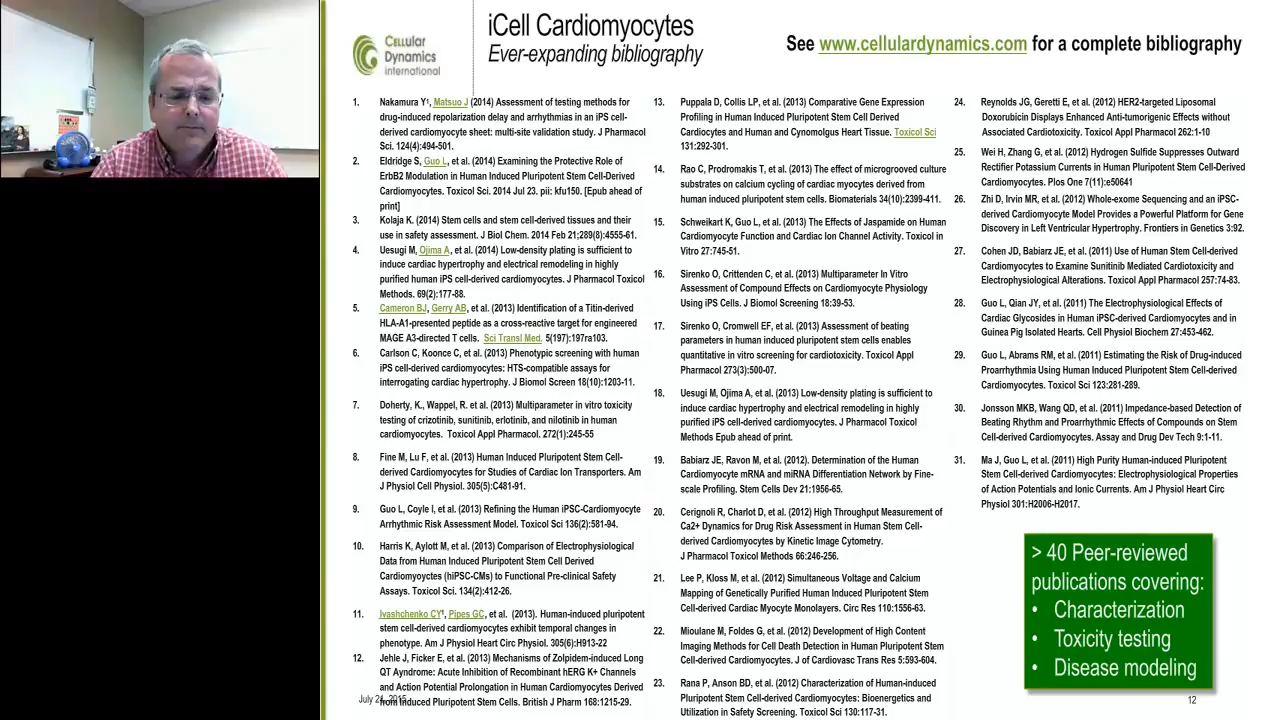 Cellular
Dynamics
international
iCell Cardiomyocytes
Ever-expanding bibliography
See www.cellulardynamics.com for a complete bibliography
1. Nakamura Y¹, Matsuo J (2014) Assessment of testing methods for
drug-induced repolarization delay and arrhythmias in an iPS cell-
derived cardiomyocyte sheet: multi-site validation study. J Pharmacol
Sci. 124(4):494-501.
2. Eldridge S, Guo L, et al. (2014) Examining the Protective Role of
ErbB2 Modulation in Human Induced Pluripotent Stem Cell-Derived
Cardiomyocytes. Toxicol Sci. 2014 Jul 23. pii: kfu150. [Epub ahead of
print]
3. Kolaja K. (2014) Stem cells and stem cell-derived tissues and their
use in safety assessment. J Biol Chem. 2014 Feb 21;289(8):4555-61.
4. Uesugi M, Ojima A, et al. (2014) Low-density plating is sufficient to
induce cardiac hypertrophy and electrical remodeling in highly
purified human iPS cell-derived cardiomyocytes. J Pharmacol Toxicol
Methods. 69(2):177-88.
5. Cameron BJ, Gerry AB, et al. (2013) Identification of a Titin-derived
HLA-A1-presented peptide as a cross-reactive target for engineered
MAGE A3-directed T cells. Sci Transl Med. 5(197):197ra103.
6. Carlson C, Koonce C, et al. (2013) Phenotypic screening with human
iPS cell-derived cardiomyocytes: HTS-compatible assays for
interrogating cardiac hypertrophy. J Biomol Screen 18(10):1203-11.
7. Doherty, K., Wappel, R. et al. (2013) Multiparameter in vitro toxicity
testing of crizotinib, sunitinib, erlotinib, and nilotinib in human
cardiomyocytes. Toxicol Appl Pharmacol. 272(1):245-55
8. Fine M, Lu F, et al. (2013) Human Induced Pluripotent Stem Cell-
derived Cardiomyocytes for Studies of Cardiac Ion Transporters. Am
J Physiol Cell Physiol. 305(5):C481-91.
9. Guo L, Coyle l, et al. (2013) Refining the Human iPSC-Cardiomyocyte
Arrhythmic Risk Assessment Model. Toxicol Sci 136(2):581-94.
10. Harris K, Aylott M, et al. (2013) Comparison of Electrophysiological
Data from Human Induced Pluripotent Stem Cell Derived
Cardiomyoctes (hiPSC-CMs) to Functional Pre-clinical Safety
Assays. Toxicol Sci. 134(2):412-26.
11. Ivashchenko CY¹, Pipes GC, et al. (2013). Human-induced pluripotent
stem cell-derived cardiomyocytes exhibit temporal changes in
phenotype. Am J Physiol Heart Circ Physiol. 305(6):H913-22
12. Jehle J, Ficker E, et al. (2013) Mechanisms of Zolpidem-induced Long
QT Ayndrome: Acute Inhibition of Recombinant hERG K+ Channels
and Action Potential Prolongation in Human Cardiomyocytes Derived
from Induced Pluripotent Stem Cells. British J Pharm 168:1215-29.
13. Puppala D, Collis LP, et al. (2013) Comparative Gene Expression
Profiling in Human Induced Pluripotent Stem Cell Derived
Cardiocytes and Human and Cynomolgus Heart Tissue. Toxicol Sci
131:292-301.
14. Rao C, Prodromakis T, et al. (2013) The effect of microgrooved culture
substrates on calcium cycling of cardiac myocytes derived from
human induced pluripotent stem cells. Biomaterials 34(10):2399-411.
15. Schweikart K, Guo L, et al. (2013) The Effects of Jaspamide on Human
Cardiomyocyte Function and Cardiac Ion Channel Activity. Toxicol in
Vitro 27:745-51.
16. Sirenko O, Crittenden C, et al. (2013) Multiparameter In Vitro
Assessment of Compound Effects on Cardiomyocyte Physiology
Using iPS Cells. J Biomol Screening 18:39-53.
17. Sirenko O, Cromwell EF, et al. (2013) Assessment of beating
parameters in human induced pluripotent stem cells enables
quantitative in vitro screening for cardiotoxicity. Toxicol Appl
Pharmacol 273(3):500-07.
18. Uesugi M, Ojima A, et al. (2013) Low-density plating is sufficient to
induce cardiac hypertrophy and electrical remodeling in highly
purified iPS cell-derived cardiomyocytes. J Pharmacol Toxicol
Methods Epub ahead of print.
19. Babiarz JE, Ravon M, et al. (2012). Determination of the Human
Cardiomyocyte mRNA and miRNA Differentiation Network by Fine-
scale Profiling. Stem Cells Dev 21:1956-65.
20. Cerignoli R, Charlot D, et al. (2012) High Throughput Measurement of
Ca2+ Dynamics for Drug Risk Assessment in Human Stem Cell-
derived Cardiomyocytes by Kinetic Image Cytometry.
J Pharmacol Toxicol Methods 66:246-256.
21. Lee P, Kloss M, et al. (2012) Simultaneous Voltage and Calcium
Mapping of Genetically Purified Human Induced Pluripotent Stem
Cell-derived Cardiac Myocyte Monolayers. Circ Res 110:1556-63.
22. Mioulane M, Foldes G, et al. (2012) Development of High Content
Imaging Methods for Cell Death Detection in Human Pluripotent Stem
Cell-derived Cardiomyocytes. J of Cardiovasc Trans Res 5:593-604.
23. Rana P, Anson BD, et al. (2012) Characterization of Human-induced
Pluripotent Stem Cell-derived Cardiomyocytes: Bioenergetics and
Utilization in Safety Screening. Toxicol Sci 130:117-31.
24. Reynolds JG, Geretti E, et al. (2012) HER2-targeted Liposomal
Doxorubicin Displays Enhanced Anti-tumorigenic Effects without
Associated Cardiotoxicity. Toxicol Appl Pharmacol 262:1-10
25. Wei H, Zhang G, et al. (2012) Hydrogen Sulfide Suppresses Outward
Rectifier Potassium Currents in Human Pluripotent Stem Cell-Derived
Cardiomyocytes. Plos One 7(11):e50641
26. Zhi D, Irvin MR, et al. (2012) Whole-exome Sequencing and an iPSC-
derived Cardiomyocyte Model Provides a Powerful Platform for Gene
Discovery in Left Ventricular Hypertrophy. Frontiers in Genetics 3:92.
27. Cohen JD, Babiarz JE, et al. (2011) Use of Human Stem Cell-derived
Cardiomyocytes to Examine Sunitinib Mediated Cardiotoxicity and
Electrophysiological Alterations. Toxicol Appl Pharmacol 257:74-83.
28. Guo L, Qian JY, et al. (2011) The Electrophysiological Effects of
Cardiac Glycosides in Human iPSC-derived Cardiomyocytes and in
Guinea Pig Isolated Hearts. Cell Physiol Biochem 27:453-462.
29. Guo L, Abrams RM, et al. (2011) Estimating the Risk of Drug-induced
Proarrhythmia Using Human Induced Pluripotent Stem Cell-derived
Cardiomyocytes. Toxicol Sci 123:281-289.
30. Jonsson MKB, Wang QD, et al. (2011) Impedance-based Detection of
Beating Rhythm and Proarrhythmic Effects of Compounds on Stem
Cell-derived Cardiomyocytes. Assay and Drug Dev Tech 9:1-11.
31. Ma J, Guo L, et al. (2011) High Purity Human-induced Pluripotent
Stem Cell-derived Cardiomyocytes: Electrophysiological Properties
of Action Potentials and Ionic Currents. Am J Physiol Heart Circ
Physiol 301:H2006-H2017.
> 40 Peer-reviewed
publications covering:
• Characterization
• Toxicity testing
• Disease modeling
July 2 2015
12